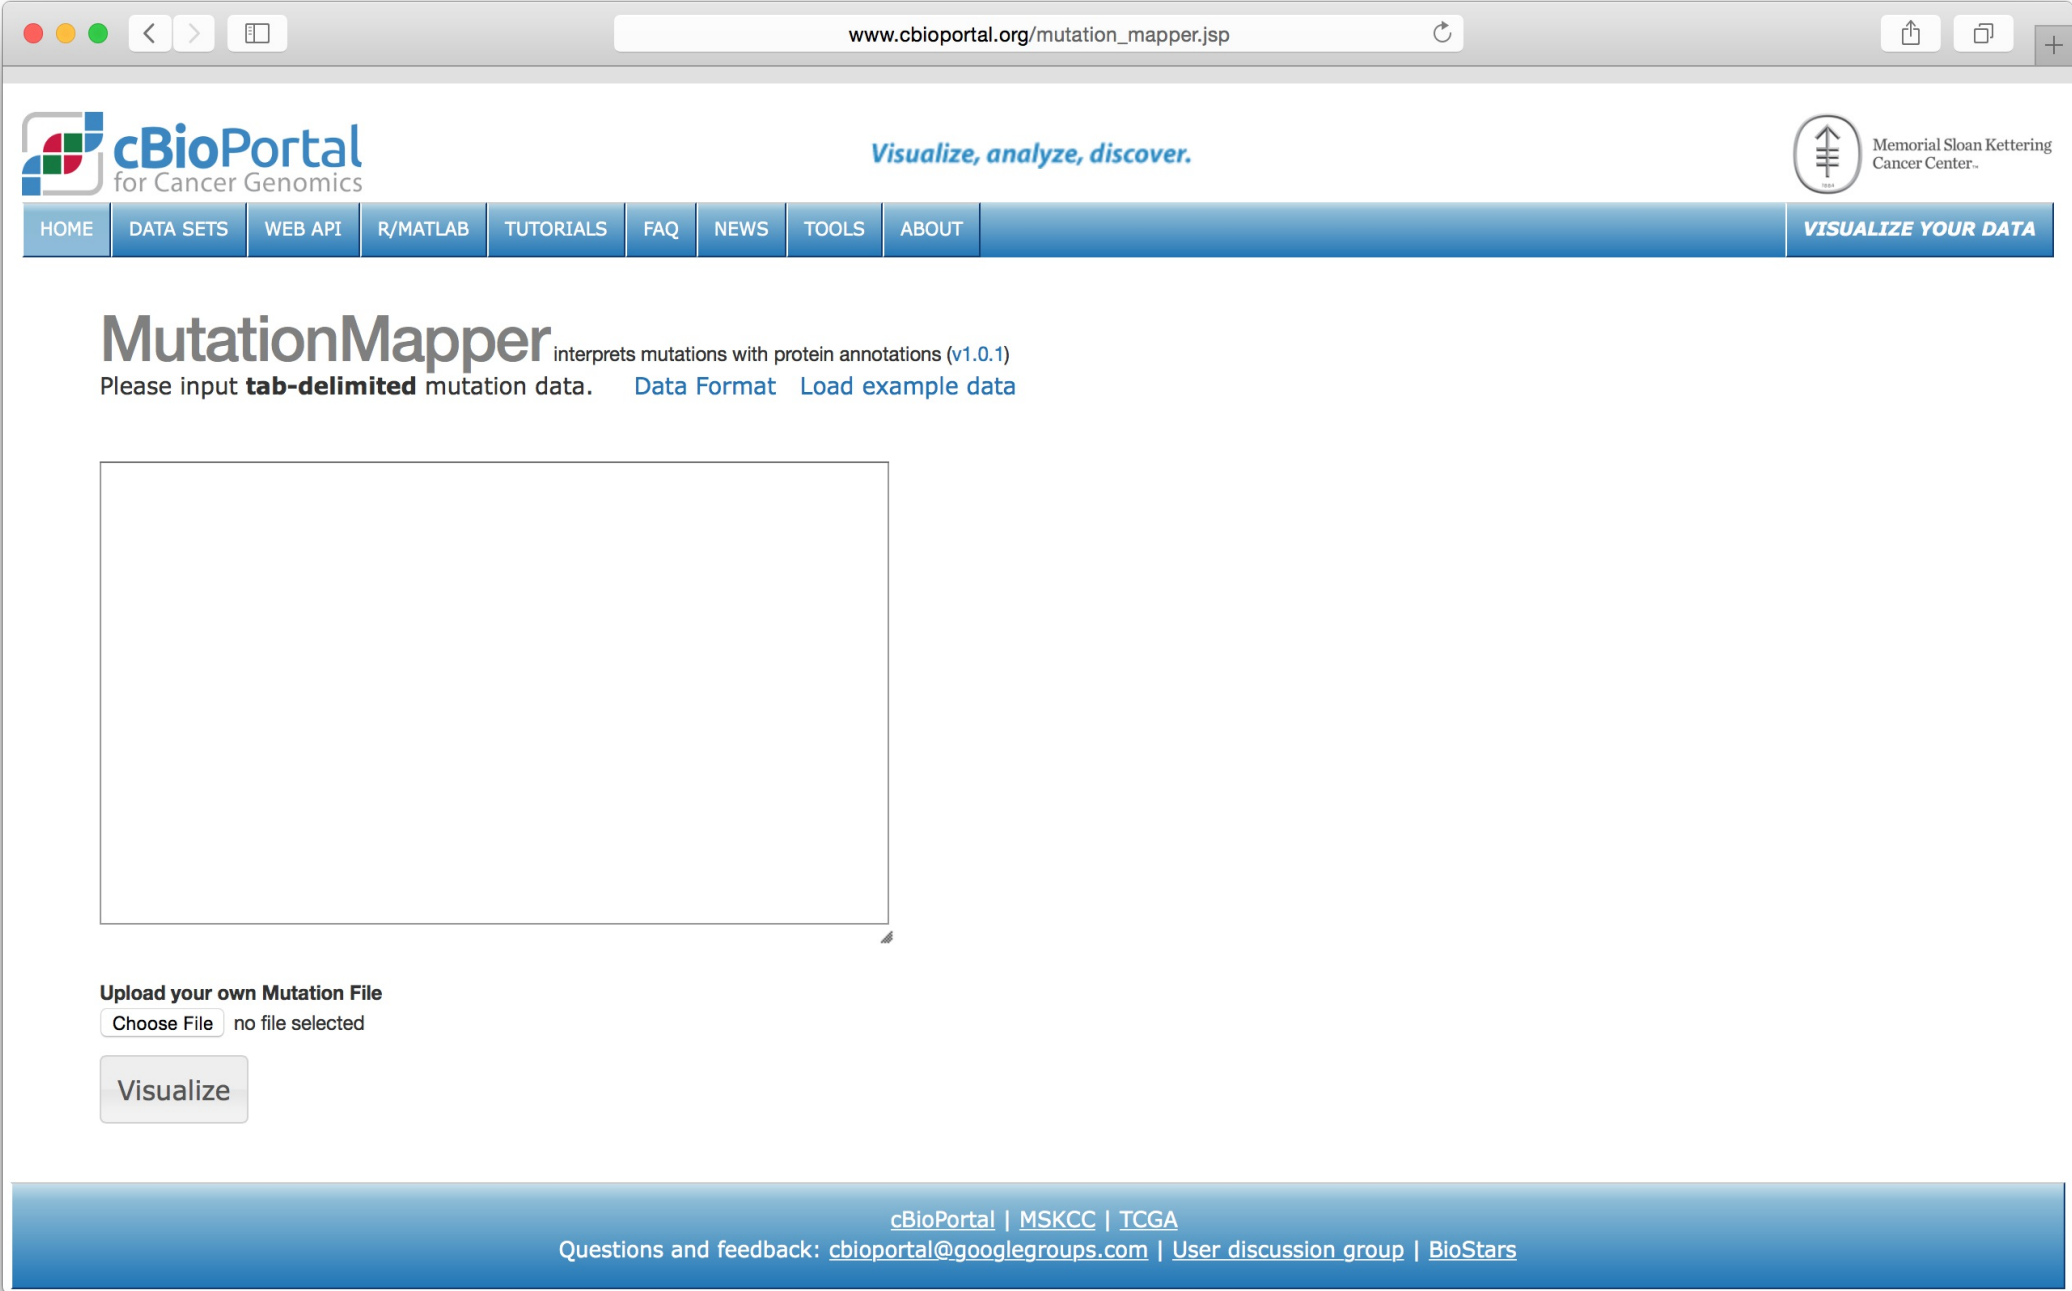 www.cbioportal.org/mutation_mapper.jsp
cBioPortal
for Cancer Genomics
Visualize, analyze, discover.
Memorial Sloan Kettering
Cancer Center
HOME DATA SETS WEB API R/MATLAB TUTORIALS FAQ NEWS TOOLS ABOUT VISUALIZE YOUR DATA
MutationMapper interprets mutations with protein annotations (v1.0.1)
Please input tab-delimited mutation data. Data Format Load example data
Upload your own Mutation File
Choose File no file selected
Visualize
cBioPortal | MSKCC | TCGA
Questions and feedback: cbioportal@googlegroups.com | User discussion group | BioStars